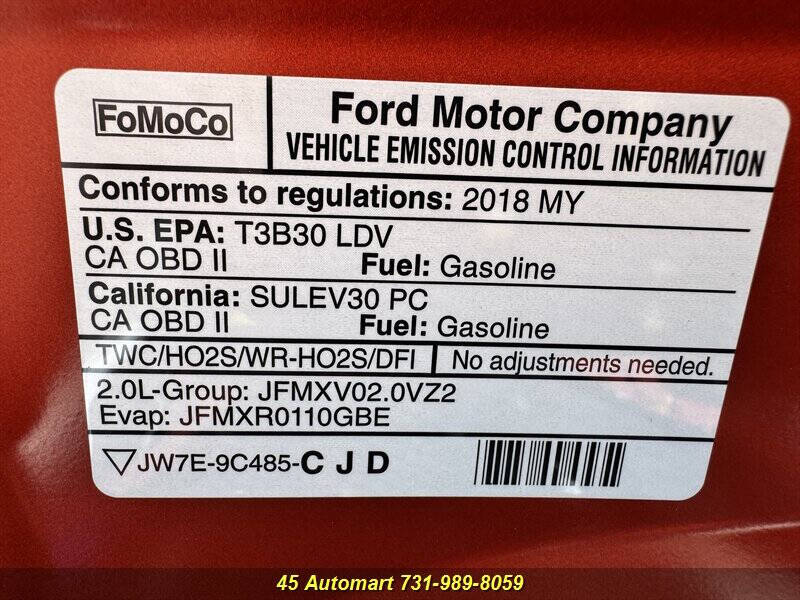 FoMoCo
Ford Motor Company
VEHICLE EMISSION CONTROL INFORMATION
Conforms to regulations: 2018 MY
U.S. EPA: T3B30 LDV
CA OBD II Fuel: Gasoline
California: SULEV30 PC
CA OBD II Fuel: Gasoline
TWC/HO2S/WR-HO2S/DFI No adjustments needed.
2.0L-Group: JFMXV02.0VZ2
Evap: JFMXR0110GBE
JW7E-9C485-C J D
45 Automart 731-989-8059